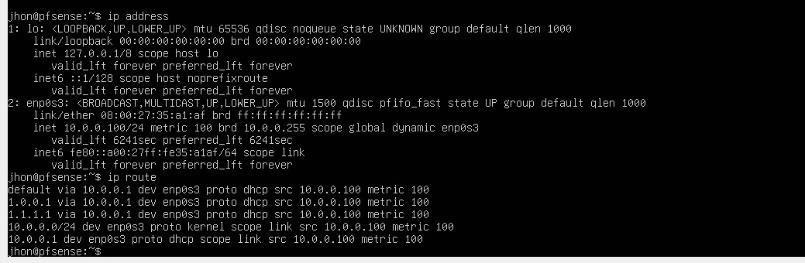 jhon@pfsense:~$ ip address
1: lo: <LOOPBACK,UP,LOWER_UP> mtu 65536 qdisc noqueue state UNKNOWN group default qlen 1000
    link/loopback 00:00:00:00:00:00 brd 00:00:00:00:00:00
    inet 127.0.0.1/8 scope host lo
       valid_lft forever preferred_lft forever
    inet6 ::1/128 scope host noprefixroute
       valid_lft forever preferred_lft forever
2: enp0s3: <BROADCAST,MULTICAST,UP,LOWER_UP> mtu 1500 qdisc pfifo_fast state UP group default qlen 1000
    link/ether 08:00:27:35:a1:af brd ff:ff:ff:ff:ff:ff
    inet 10.0.0.100/24 metric 100 brd 10.0.0.255 scope global dynamic enp0s3
       valid_lft 6241sec preferred_lft 6241sec
    inet6 fe80::a00:27ff:fe35:a1af/64 scope link
       valid_lft forever preferred_lft forever
jhon@pfsense:~$ ip route
default via 10.0.0.1 dev enp0s3 proto dhcp src 10.0.0.100 metric 100
1.0.0.1 via 10.0.0.1 dev enp0s3 proto dhcp src 10.0.0.100 metric 100
1.1.1.1 via 10.0.0.1 dev enp0s3 proto dhcp src 10.0.0.100 metric 100
10.0.0.0/24 dev enp0s3 proto kernel scope link src 10.0.0.100 metric 100
10.0.0.1 dev enp0s3 proto dhcp scope link src 10.0.0.100 metric 100
jhon@pfsense:~$